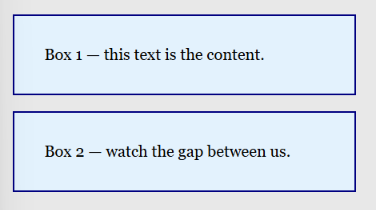 Box 1 — this text is the content.
Box 2 — watch the gap between us.